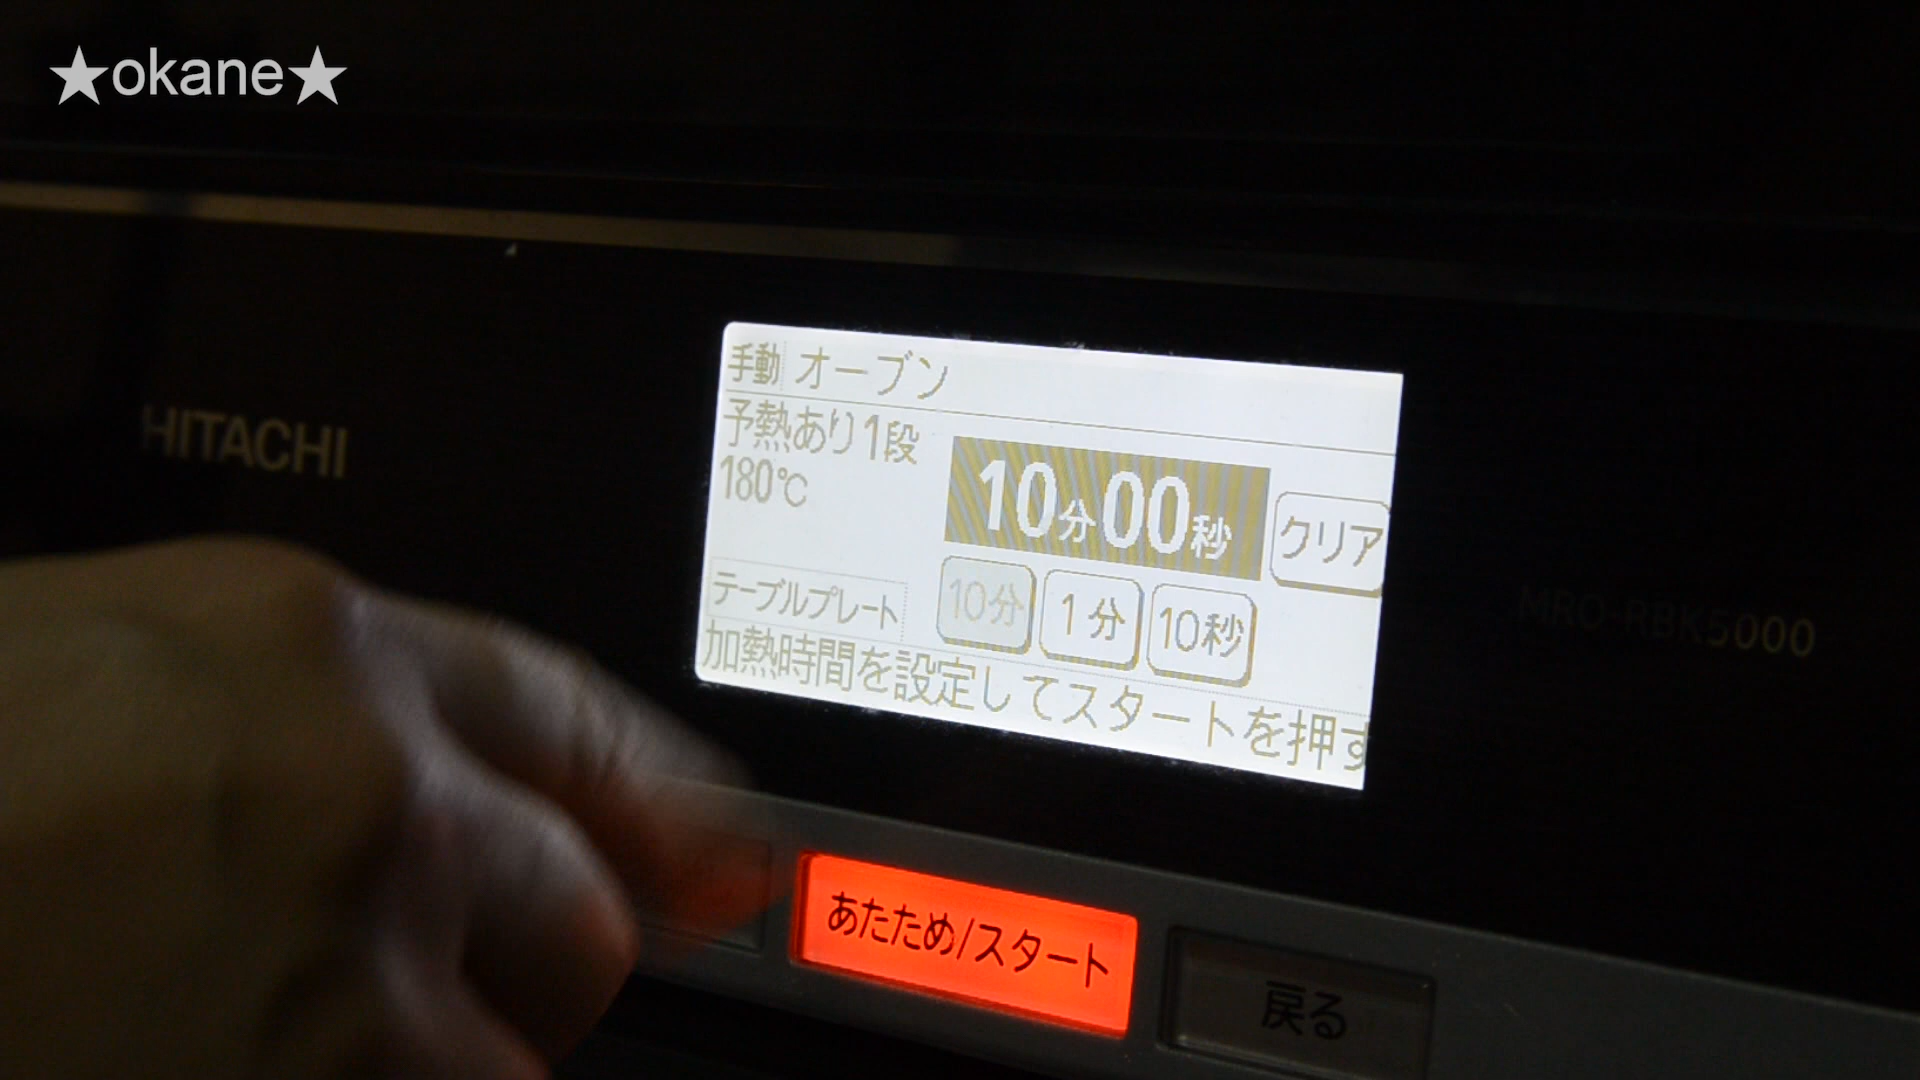 ★okane★
手動 オーブン
予熱あり1段
180℃
10分00秒
クリア
テーブルプレート
10分
1分
10秒
加熱時間を設定してスタートを押す
HITACHI
MRO-RBK5000
あたため/スタート
戻る